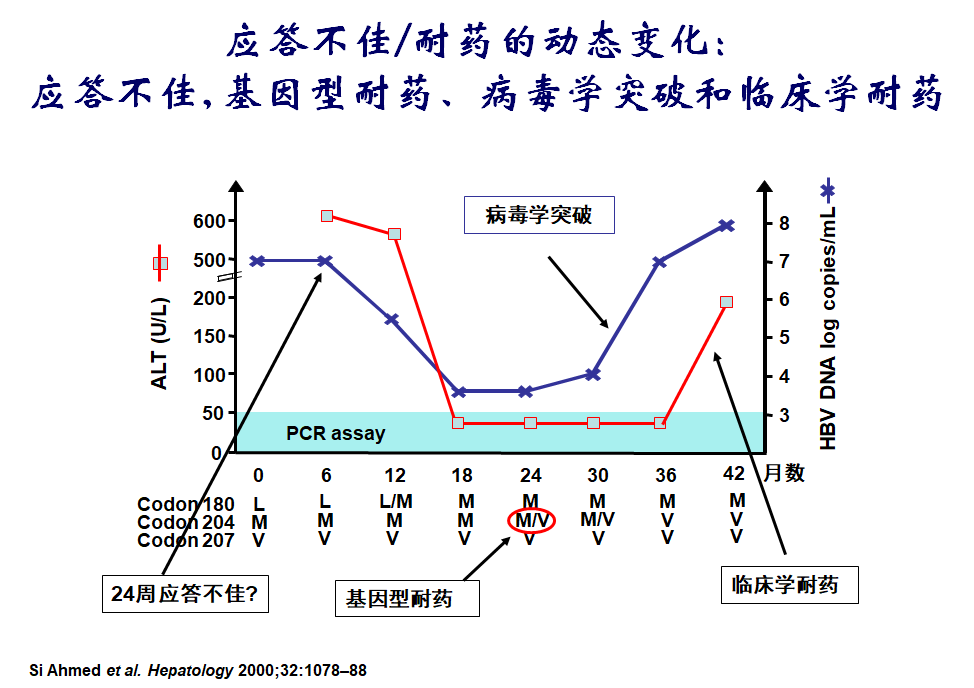 应答不佳/耐药的动态变化:
应答不佳,基因型耐药、病毒学突破和临床学耐药
病毒学突破
600
500
200
150
100
50
0
ALT (U/L)
8
7
6
5
4
3
HBV DNA log copies/mL
PCR assay
0 6 12 18 24 30 36 42 月数
Codon 180 L L L/M M M M M M
Codon 204 M M M M M/V M/V V V
Codon 207 V V V V V V V V
24周应答不佳?
基因型耐药
临床学耐药
Si Ahmed et al. Hepatology 2000;32:1078–88